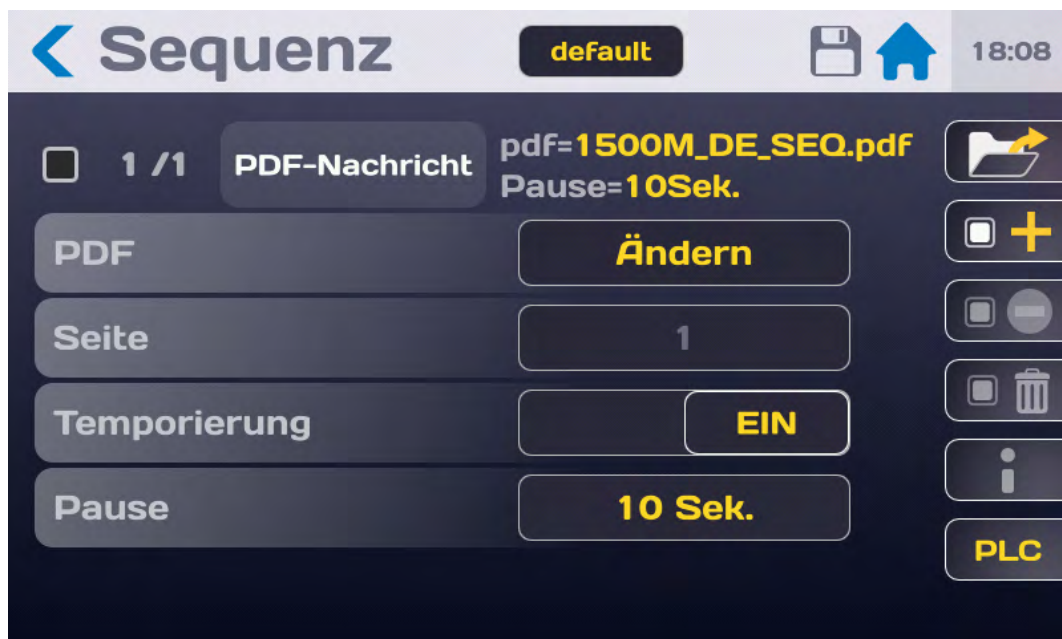 Sequenz default 18:08
1 /1 PDF-Nachricht pdf=1500M_DE_SEQ.pdf
Pause=10Sek.
PDF Ändern
Seite 1
Temporierung EIN
Pause 10 Sek.
PLC